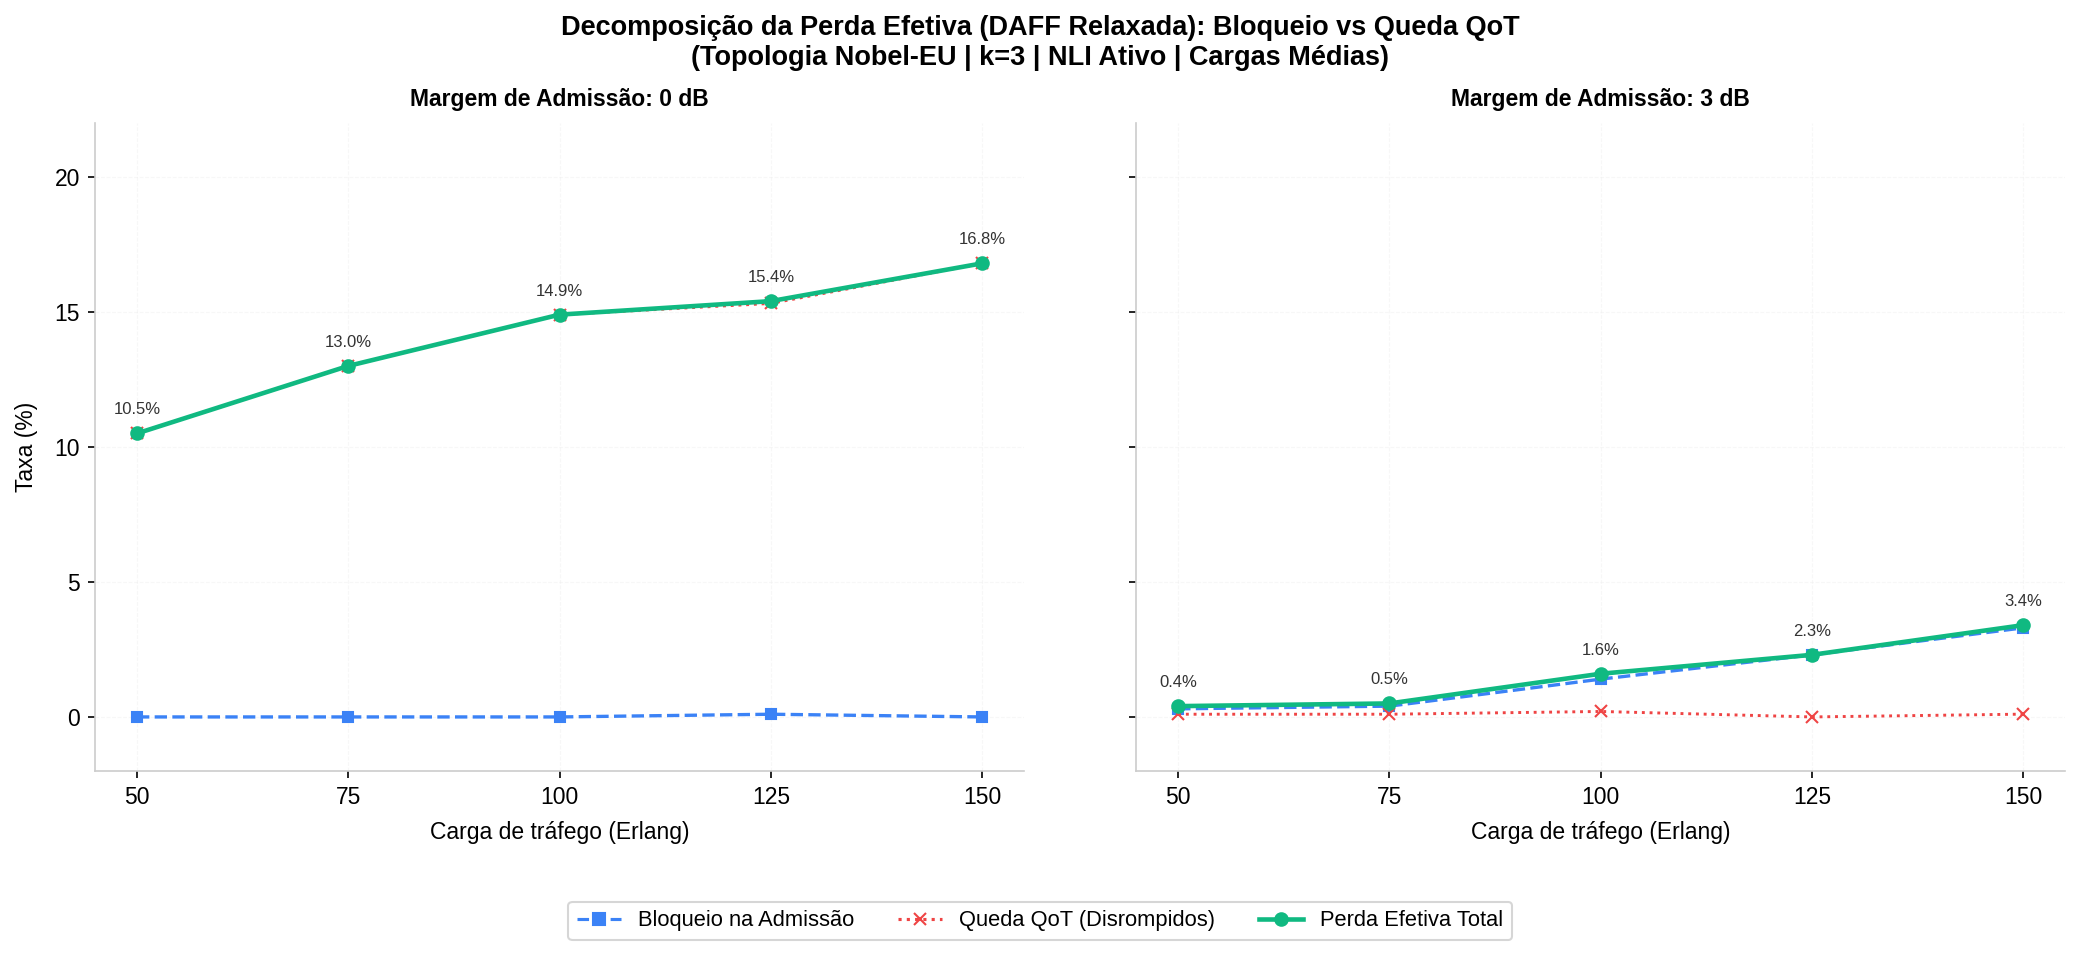 Decomposição da Perda Efetiva (DAFF Relaxada): Bloqueio vs Queda QoT
(Topologia Nobel-EU | k=3 | NLI Ativo | Cargas Médias)
Margem de Admissão: 0 dB
Taxa (%)
20
15
10
5
0
10.5%
13.0%
14.9%
15.4%
16.8%
50
75
100
125
150
Carga de tráfego (Erlang)
Margem de Admissão: 3 dB
0.4%
0.5%
1.6%
2.3%
3.4%
50
75
100
125
150
Carga de tráfego (Erlang)
Bloqueio na Admissão
Queda QoT (Disrompidos)
Perda Efetiva Total